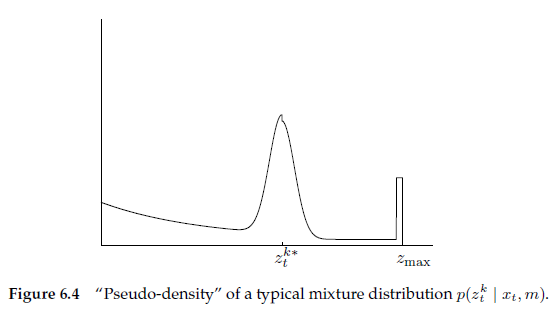 z_t^{k*} z_max
Figure 6.4 “Pseudo-density” of a typical mixture distribution p(z_t^k | x_t, m).